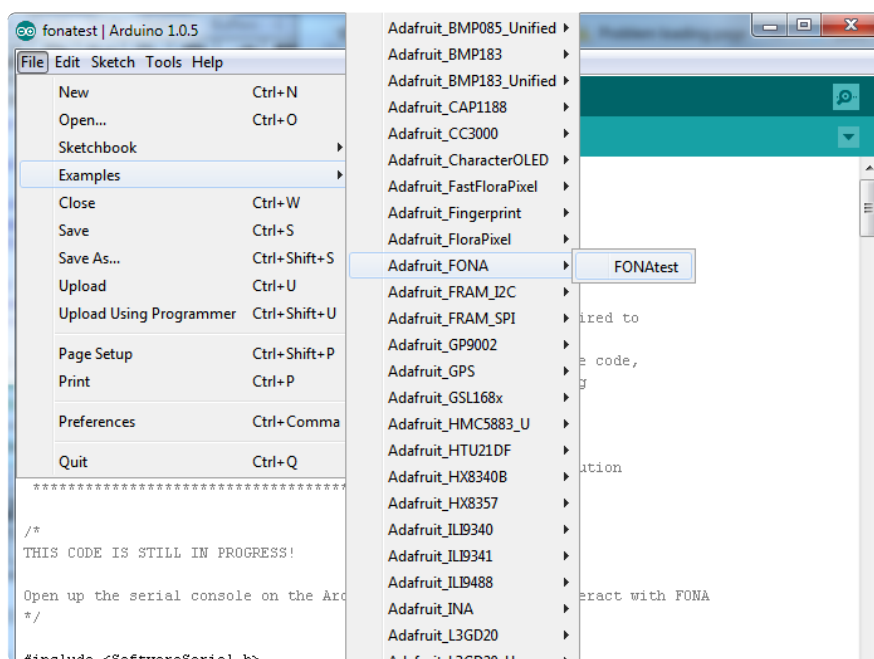 fonatest | Arduino 1.0.5
File Edit Sketch Tools Help
New Ctrl+N
Open... Ctrl+O
Sketchbook
Examples
Close Ctrl+W
Save Ctrl+S
Save As... Ctrl+Shift+S
Upload Ctrl+U
Upload Using Programmer Ctrl+Shift+U
Page Setup Ctrl+Shift+P
Print Ctrl+P
Preferences Ctrl+Comma
Quit Ctrl+Q
Adafruit_BMP085_Unified
Adafruit_BMP183
Adafruit_BMP183_Unified
Adafruit_CAP1188
Adafruit_CC3000
Adafruit_CharacterOLED
Adafruit_FastFloraPixel
Adafruit_Fingerprint
Adafruit_FloraPixel
Adafruit_FONA
Adafruit_FRAM_I2C
Adafruit_FRAM_SPI
Adafruit_GP9002
Adafruit_GPS
Adafruit_GSL168x
Adafruit_HMC5883_U
Adafruit_HTU21DF
Adafruit_HX8340B
Adafruit_HX8357
Adafruit_ILI9340
Adafruit_ILI9341
Adafruit_ILI9488
Adafruit_INA
Adafruit_L3GD20
FONAtest
ired to
code,
ution
************************************
/*
THIS CODE IS STILL IN PROGRESS!
Open up the serial console on the Ard eract with FONA
*/
#include <SoftwareSerial.h>